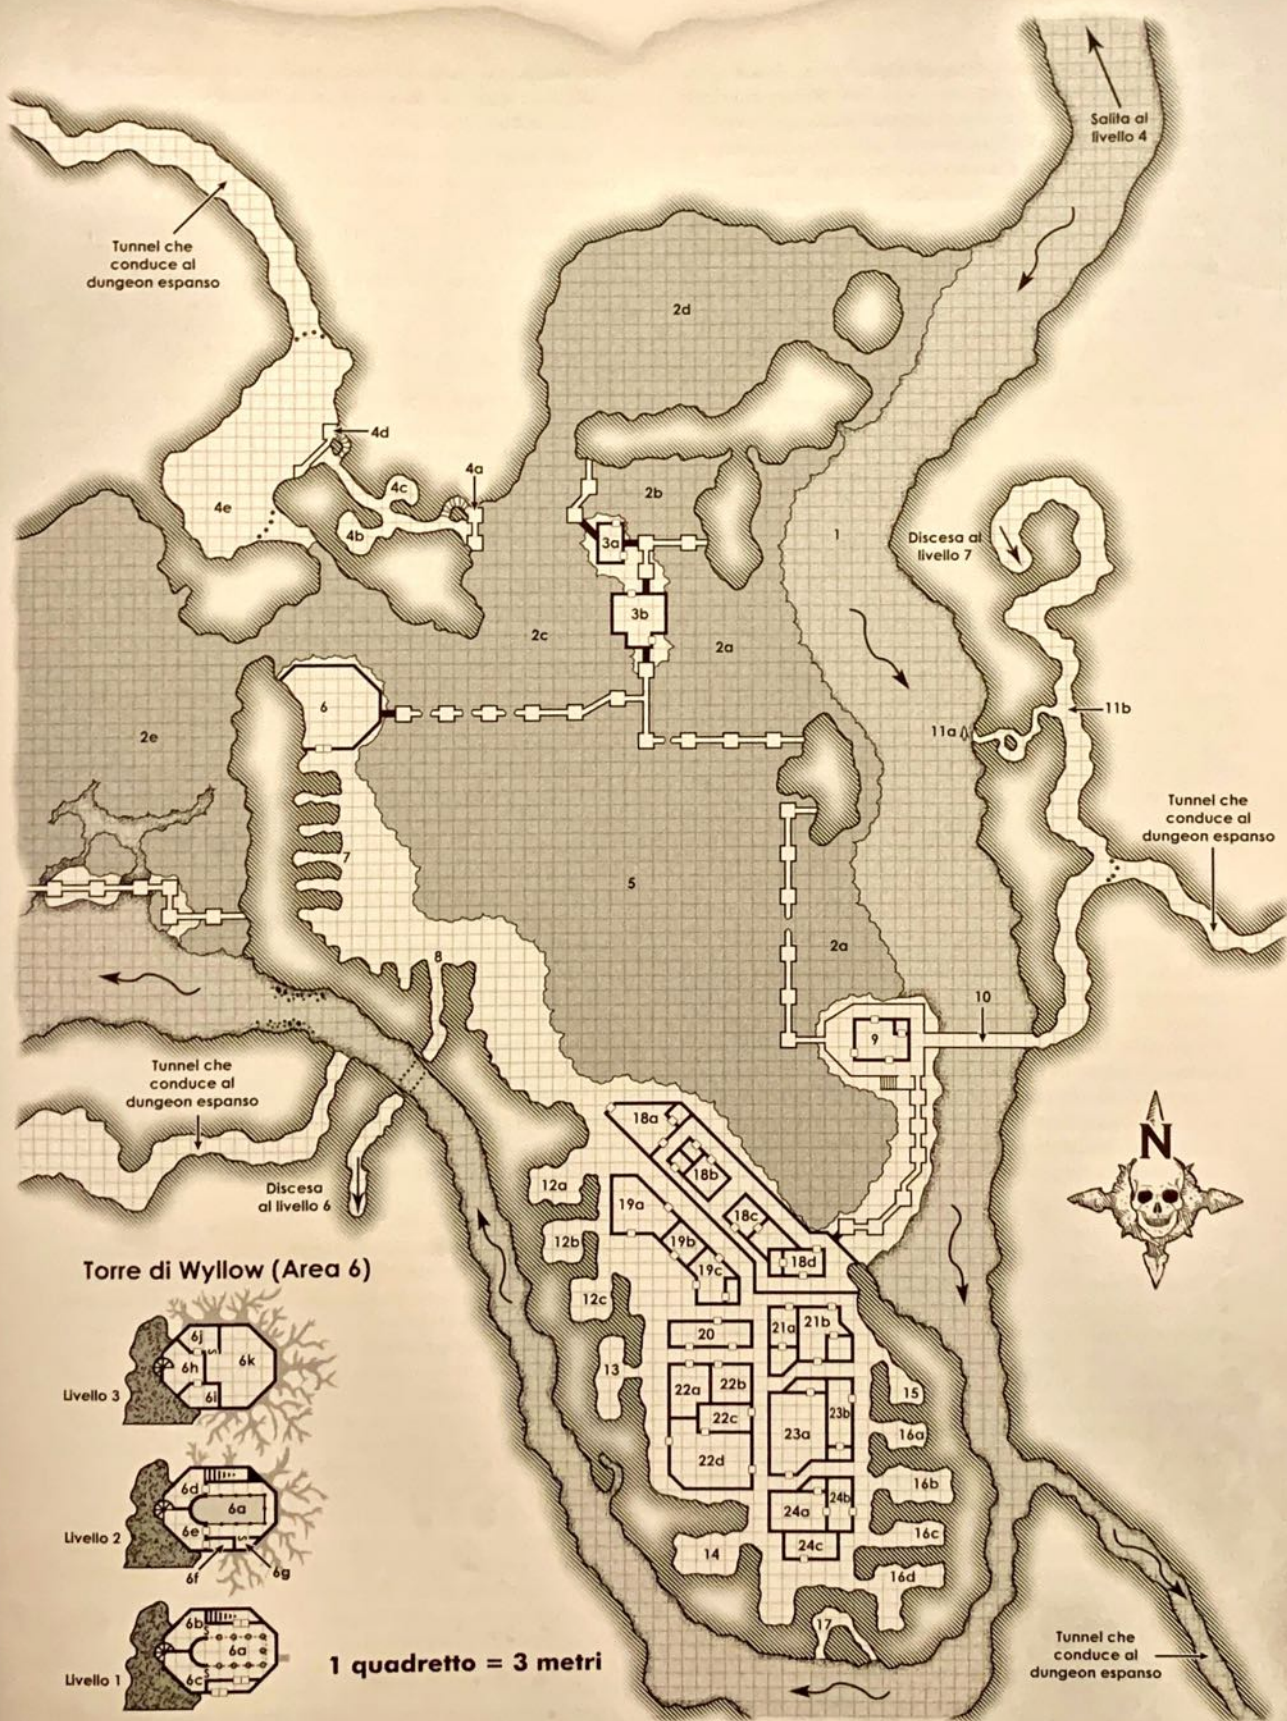 Salita al
livello 4
Tunnel che
conduce al
dungeon espanso
2d
4d
4a
4c
2b
4e
4b
3a
1
Discesa al
livello 7
3b
2c
2a
6
11b
11a
2e
Tunnel che
conduce al
dungeon espanso
7
5
2a
8
10
9
Tunnel che
conduce al
dungeon espanso
18a
18b
12a
Discesa
al livello 6
19a
18c
12b
19b
18d
19c
12c
21a
21b
20
13
22a
22b
15
22c
23b
23a
16a
22d
16b
24b
24a
16c
24c
14
16d
17
N
Torre di Wyllow (Area 6)
6j
6h
6k
6i
Livello 3
6d
6a
6e
Livello 2
6f
6g
6b
6a
6c
Livello 1
1 quadretto = 3 metri
Tunnel che
conduce al
dungeon espanso